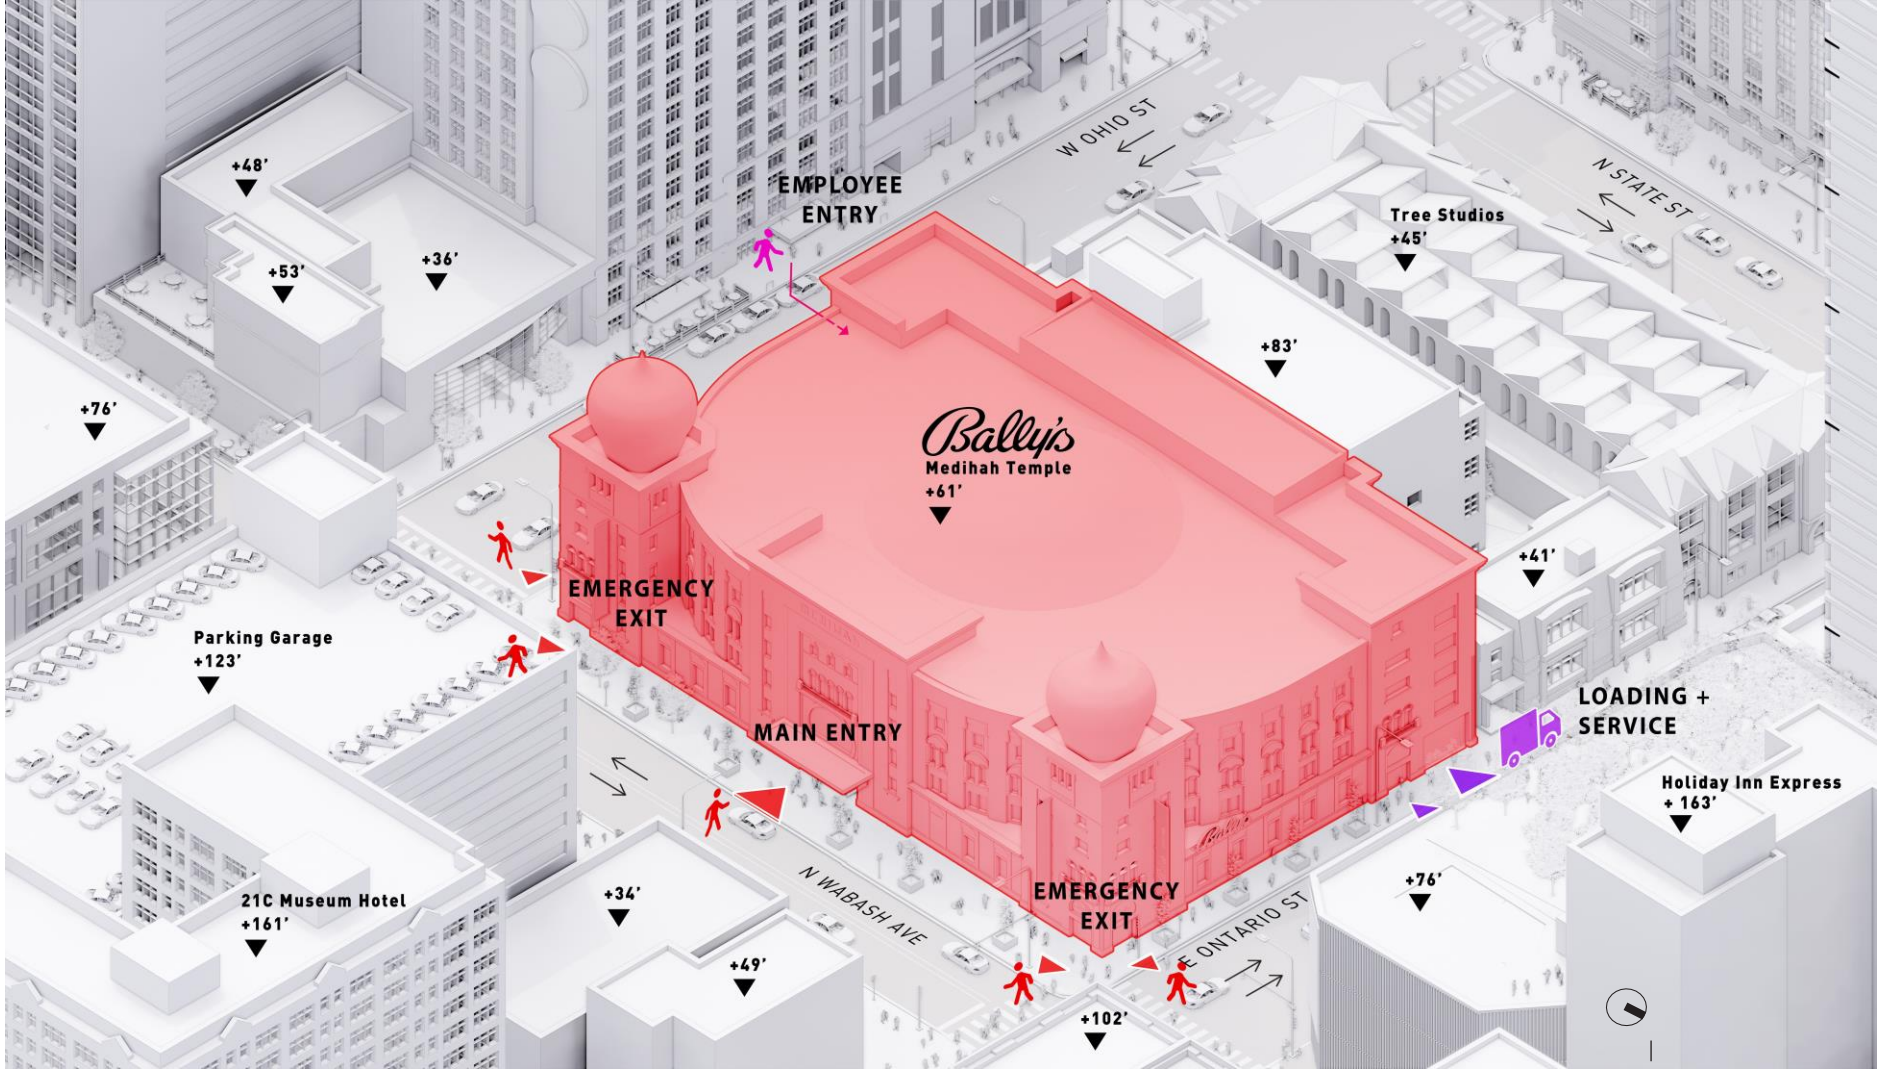 W OHIO ST
+48'
EMPLOYEE
ENTRY
N STATE ST
Tree Studios
+45'
+53'
+36'
+83'
+76'
Bally's
Medihah Temple
+61'
+41'
EMERGENCY
EXIT
MEDINAH
Parking Garage
+123'
MAIN ENTRY
LOADING +
SERVICE
Holiday Inn Express
+ 163'
Bally's
21C Museum Hotel
+161'
+34'
N WABASH AVE
EMERGENCY
EXIT
+76'
E ONTARIO ST
+49'
+102'